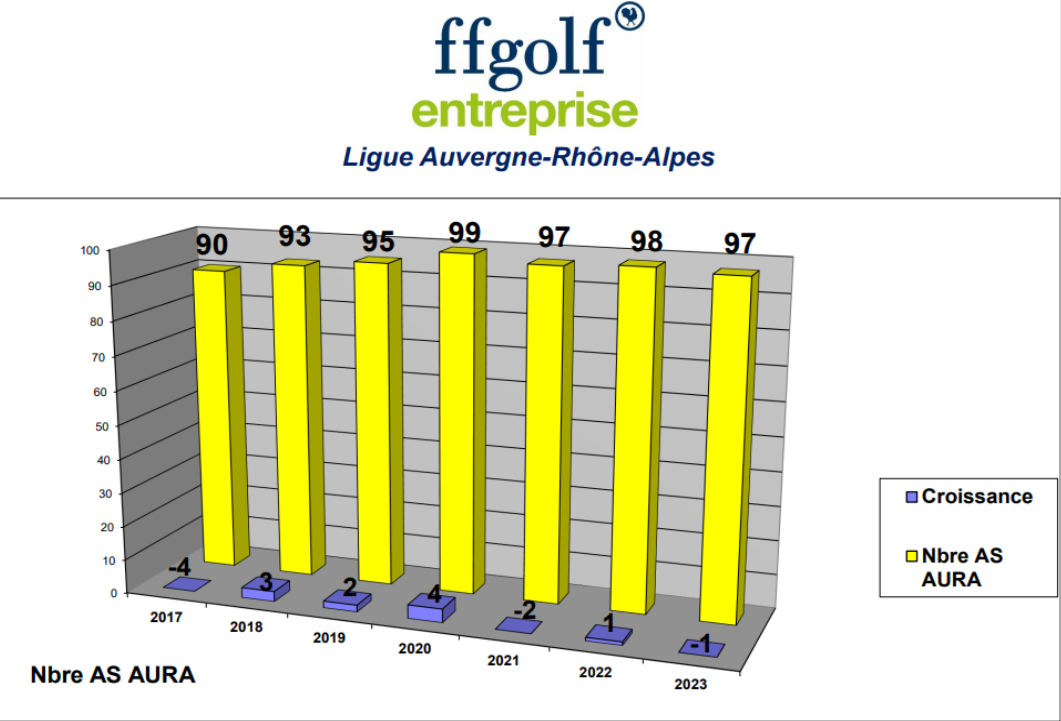 ffgolf
entreprise
Ligue Auvergne-Rhône-Alpes
90 93 95 99 97 98 97
100
90
80
70
60
50
40
30
20
10
0
-4 3 2 4 -2 1 -1
2017 2018 2019 2020 2021 2022 2023
Croissance
Nbre AS
AURA
Nbre AS AURA